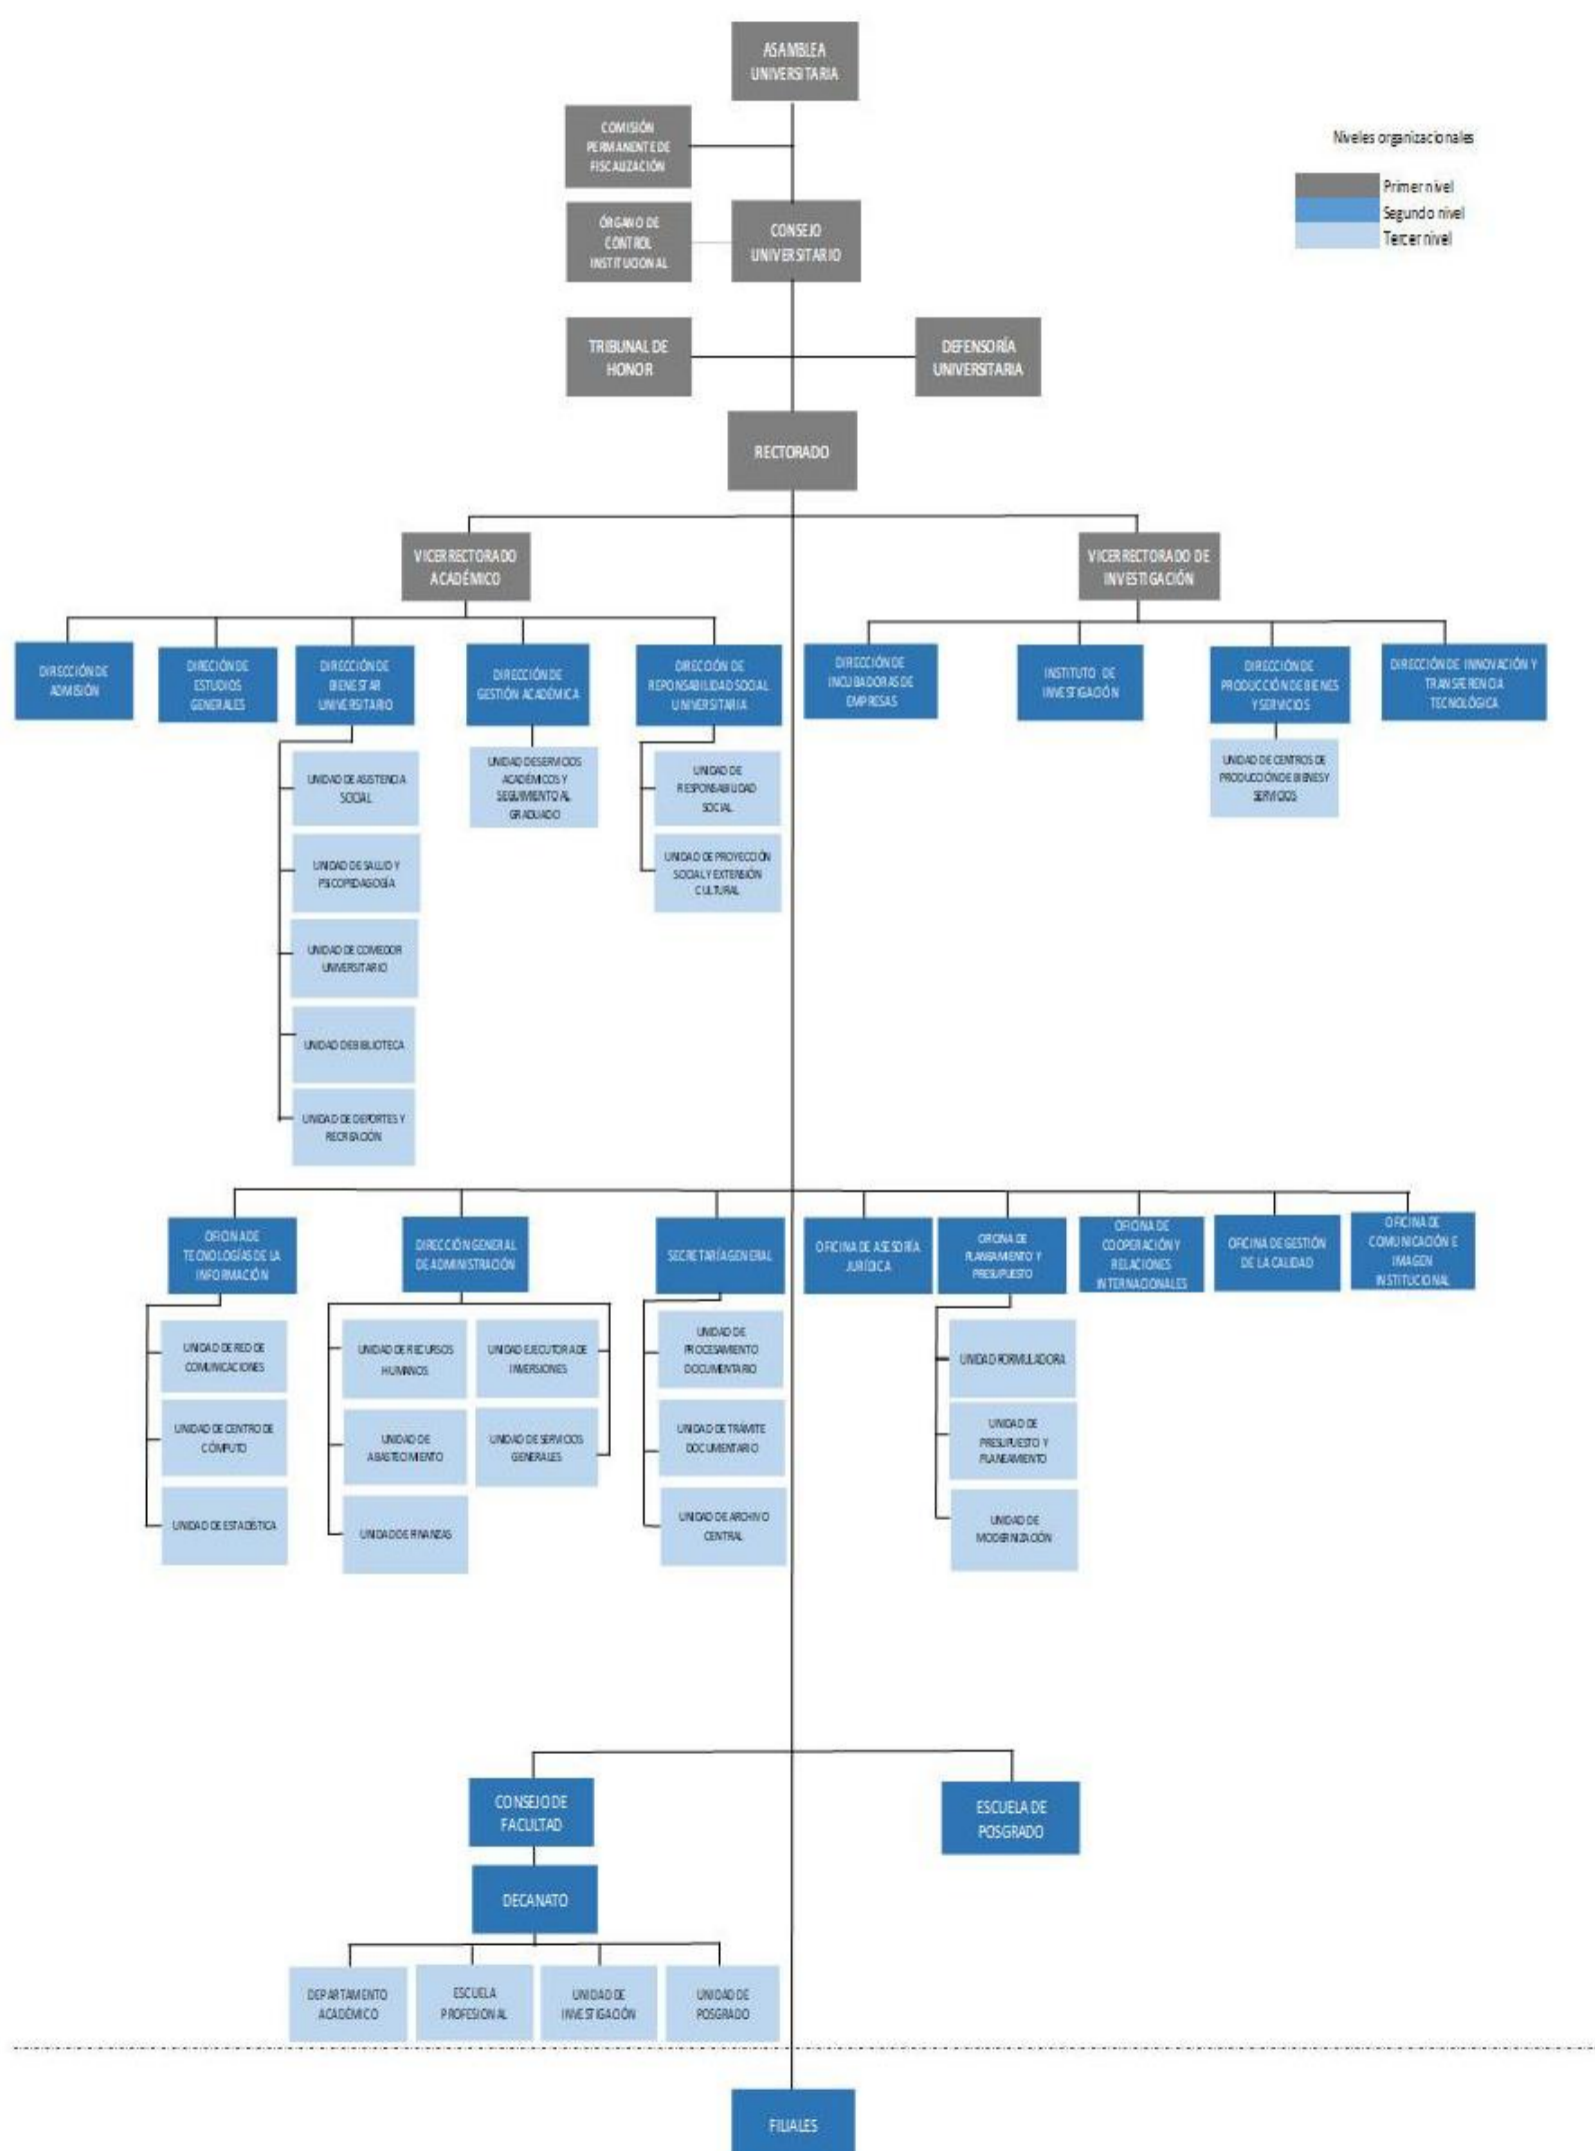 ASAMBLEA
UNIVERSITARIA
COMISIÓN
PERMANENTE DE
FISCALIZACIÓN
Niveles organizacionales
Primer nivel
Segundo nivel
Tercer nivel
ÓRGANO DE
CONTROL
INSTITUCIONAL
CONSEJO
UNIVERSITARIO
TRIBUNAL DE
HONOR
DEFENSORÍA
UNIVERSITARIA
RECTORADO
VICERRECTORADO
ACADÉMICO
VICERRECTORADO DE
INVESTIGACIÓN
DIRECCIÓN DE
ADMISIÓN
DIRECIÓN DE
ESTUDIOS
GENERALES
DIRECCIÓN DE
BIENESTAR
UNIVERSITARIO
DIRECCIÓN DE
GESTIÓN ACADÉMICA
DIRECCIÓN DE
REPONSABILIDAD SOCIAL
UNIVERSITARIA
DIRECCIÓN DE
INCUBADORAS DE
EMPRESAS
INSTITUTO DE
INVESTIGACIÓN
DIRECCIÓN DE
PRODUCCIÓN DE BIENES
Y SERVICIOS
DIRECCIÓN DE INNOVACIÓN Y
TRANSFERENCIA
TECNOLÓGICA
UNIDAD DE ASISTENCIA
SOCIAL
UNIDAD DE SERVICIOS
ACADÉMICOS Y
SEGUIMIENTO AL
GRADUADO
UNIDAD DE
RESPONSABILIDAD
SOCIAL
UNIDAD DE CENTROS DE
PRODUCCIÓN DE BIENES Y
SERVICIOS
UNIDAD DE SALUD Y
PSICOPEDAGOGÍA
UNIDAD DE PROYECCIÓN
SOCIAL Y EXTENSIÓN
CULTURAL
UNIDAD DE COMEDOR
UNIVERSITARIO
UNIDAD DE BIBLIOTECA
UNIDAD DE DEPORTES Y
RECREACIÓN
OFICINA DE
TECNOLOGÍAS DE LA
INFORMACIÓN
DIRECCIÓN GENERAL
DE ADMINISTRACIÓN
SECRETARÍA GENERAL
OFICINA DE ASESORÍA
JURÍDICA
OFICINA DE
PLANEAMIENTO Y
PRESUPUESTO
OFICINA DE
COOPERACIÓN Y
RELACIONES
INTERNACIONALES
OFICINA DE GESTIÓN
DE LA CALIDAD
OFICINA DE
COMUNICACIÓN E
IMAGEN
INSTITUCIONAL
UNIDAD DE RED DE
COMUNICACIONES
UNIDAD DE RECURSOS
HUMANOS
UNIDAD EJECUTORA DE
INVERSIONES
UNIDAD DE
PROCESAMIENTO
DOCUMENTARIO
UNIDAD FORMULADORA
UNIDAD DE CENTRO DE
CÓMPUTO
UNIDAD DE
ABASTECIMIENTO
UNIDAD DE SERVICIOS
GENERALES
UNIDAD DE TRÁMITE
DOCUMENTARIO
UNIDAD DE
PRESUPUESTO Y
PLANEAMIENTO
UNIDAD DE ESTADÍSTICA
UNIDAD DE FINANZAS
UNIDAD DE ARCHIVO
CENTRAL
UNIDAD DE
MODERNIZACIÓN
CONSEJO DE
FACULTAD
ESCUELA DE
POSGRADO
DECANATO
DEPARTAMENTO
ACADÉMICO
ESCUELA
PROFESIONAL
UNIDAD DE
INVESTIGACIÓN
UNIDAD DE
POSGRADO
FILIALES